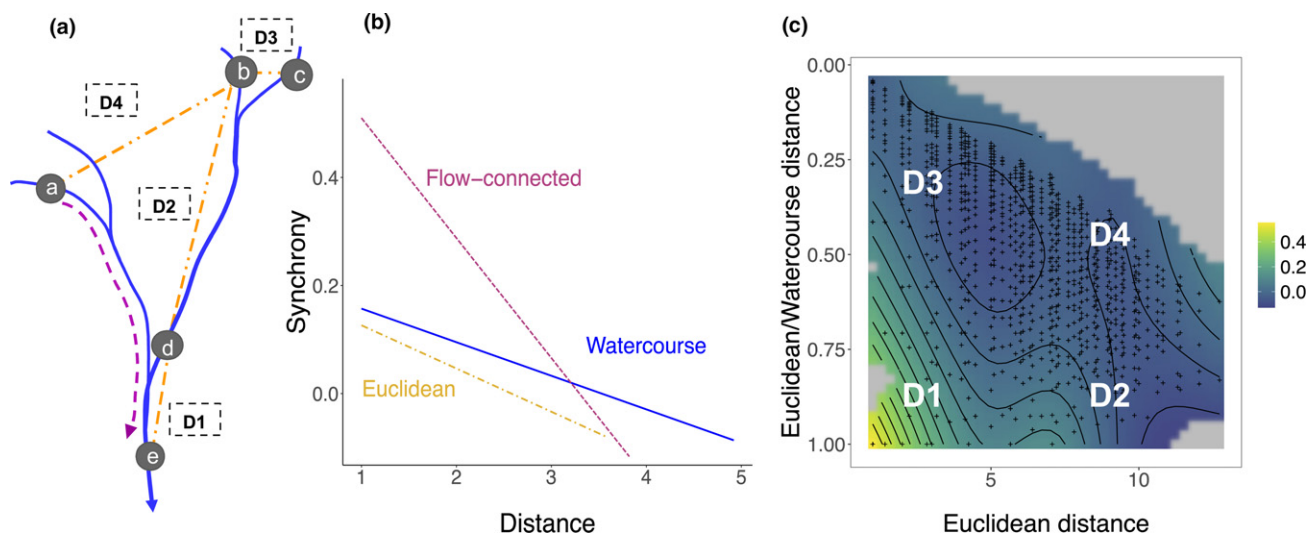 (a)
D3
b
c
D4
a
D2
d
D1
e
(b)
Synchrony
0.4
0.2
0.0
Flow-connected
Watercourse
Euclidean
1 2 3 4 5
Distance
(c)
Euclidean/Watercourse distance
0.00
0.25
0.50
0.75
1.00
D3
D4
D1
D2
5 10
Euclidean distance
0.4
0.2
0.0